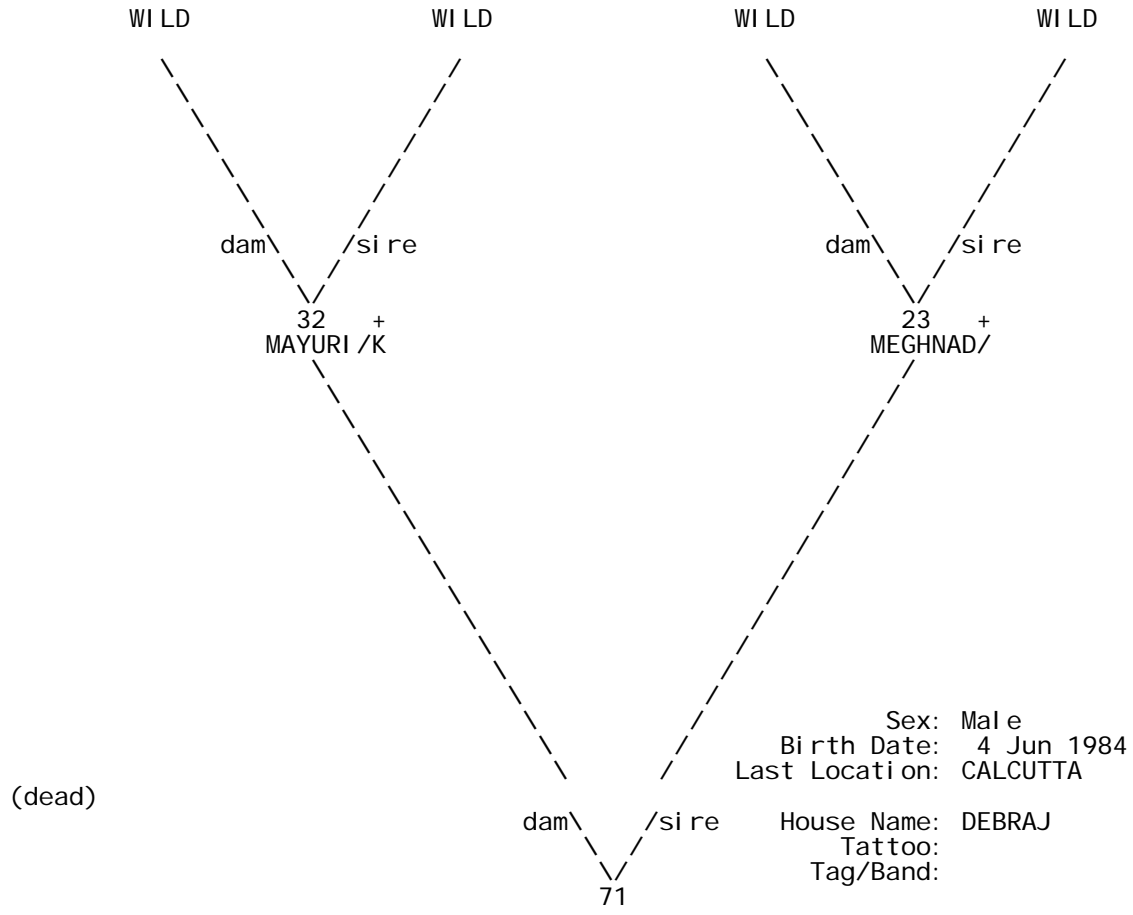 WILD WILD WILD WILD
dam sire dam sire
32 + 23 +
MAYURI/K MEGHNAD/
Sex: Male
Birth Date: 4 Jun 1984
Last Location: CALCUTTA
(dead)
dam sire House Name: DEBRAJ
Tattoo:
Tag/Band:
71